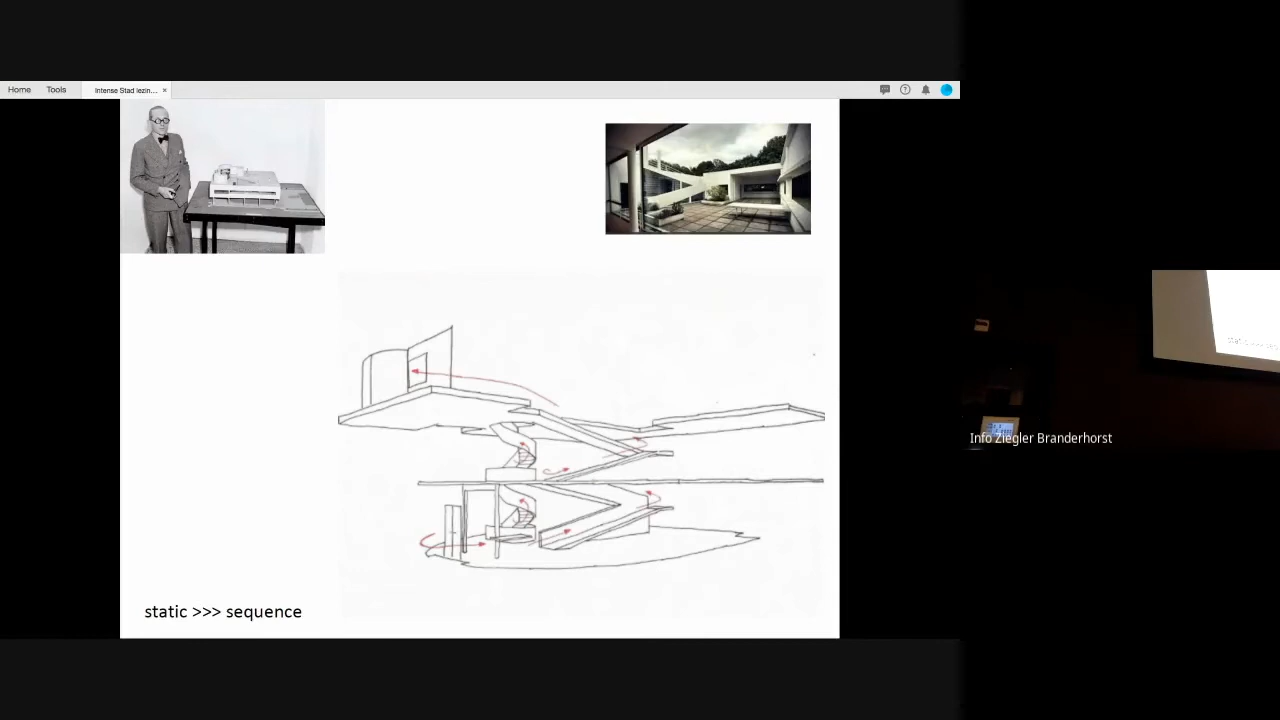 Home Tools Intense Stad lezin... ×
static >>> sequence
Info Ziegler Branderhorst